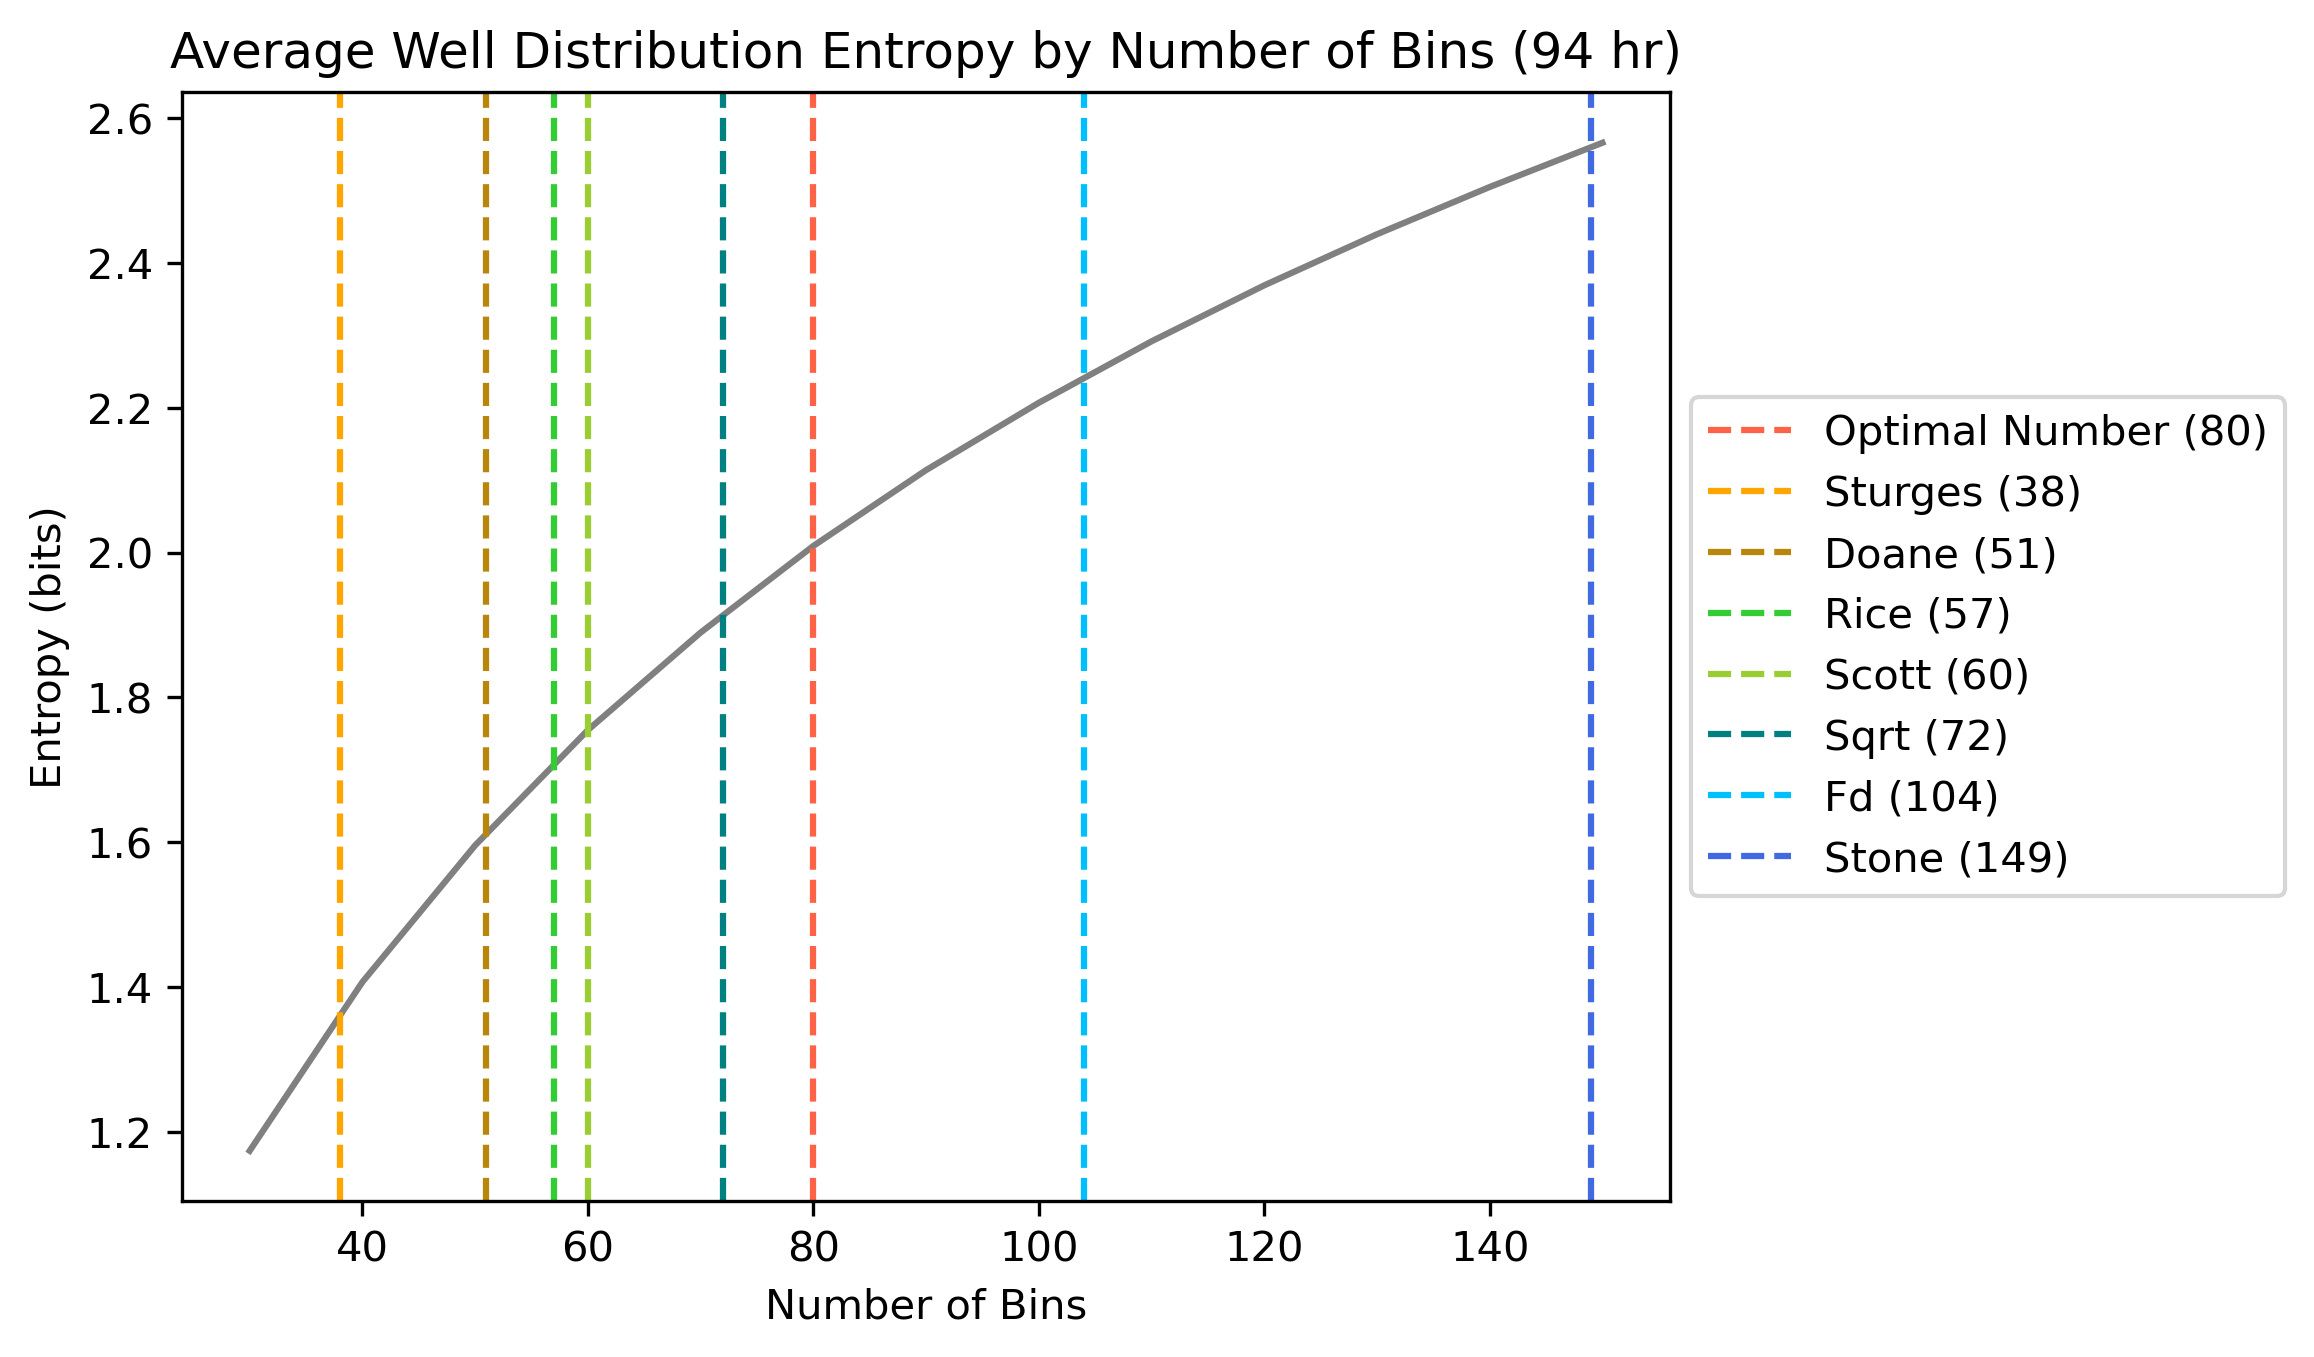 Average Well Distribution Entropy by Number of Bins (94 hr)
2.6
2.4
2.2
2.0
1.8
1.6
1.4
1.2
Entropy (bits)
40 60 80 100 120 140
Number of Bins
Optimal Number (80)
Sturges (38)
Doane (51)
Rice (57)
Scott (60)
Sqrt (72)
Fd (104)
Stone (149)